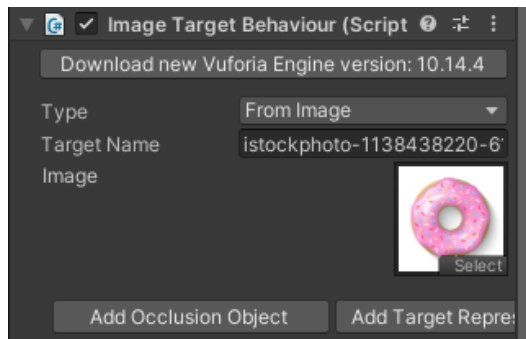 Image Target Behaviour (Script
Download new Vuforia Engine version: 10.14.4
Type From Image
Target Name istockphoto-1138438220-6
Image
Select
Add Occlusion Object Add Target Repre